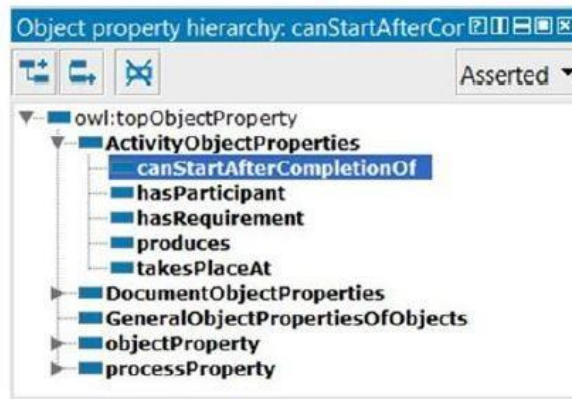 Object property hierarchy: canStartAfterCor
Asserted
owl:topObjectProperty
ActivityObjectProperties
canStartAfterCompletionOf
hasParticipant
hasRequirement
produces
takesPlaceAt
DocumentObjectProperties
GeneralObjectPropertiesOfObjects
objectProperty
processProperty